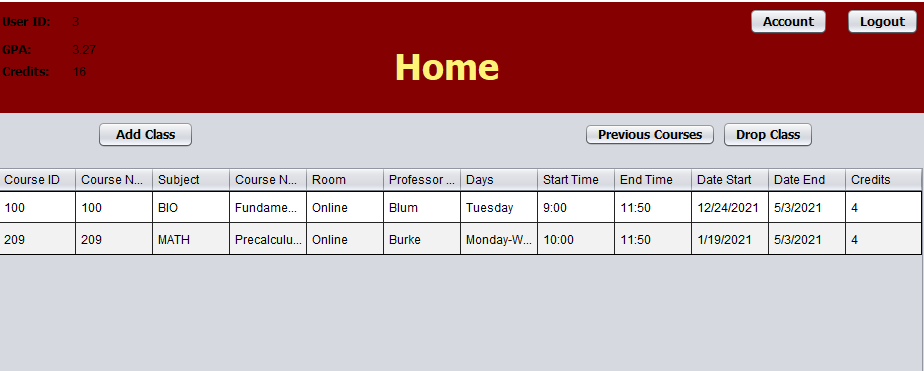 User ID: 3 Account Logout
GPA: 3.27
Home
Credits: 16
Add Class Previous Courses Drop Class
Course ID Course N... Subject Course N... Room Professor ... Days Start Time End Time Date Start Date End Credits
100 100 BIO Fundame... Online Blum Tuesday 9:00 11:50 12/24/2021 5/3/2021 4
209 209 MATH Precalculu... Online Burke Monday-W... 10:00 11:50 1/19/2021 5/3/2021 4